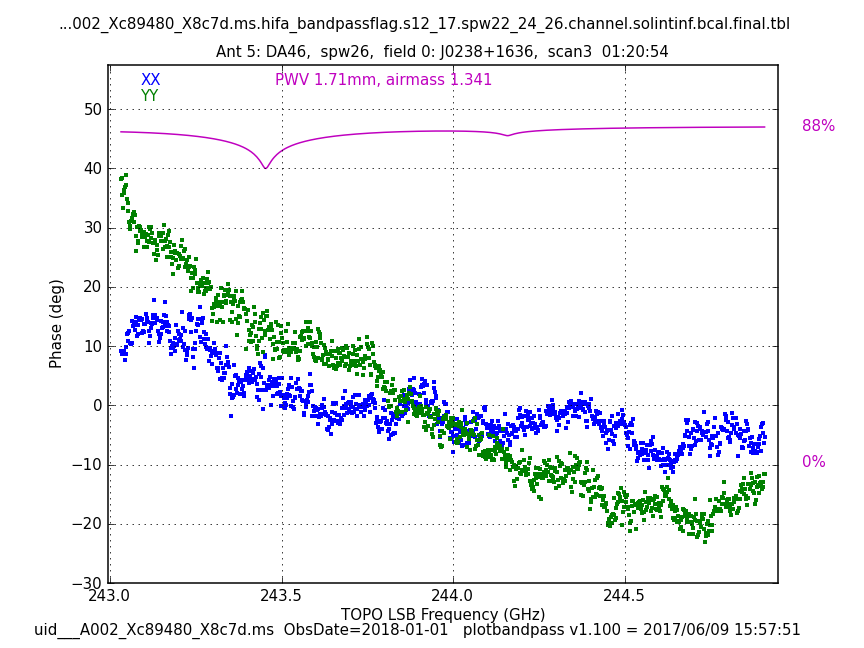 ...002_Xc89480_X8c7d.ms.hifa_bandpassflag.s12_17.spw22_24_26.channel.solintinf.bcal.final.tbl
Ant 5: DA46,  spw26,  field 0: J0238+1636,  scan3  01:20:54
XX
PWV 1.71mm, airmass 1.341
YY
50
88%
40
30
20
10
0
−10
0%
−20
−30
Phase (deg)
243.0
243.5
244.0
244.5
TOPO LSB Frequency (GHz)
uid___A002_Xc89480_X8c7d.ms  ObsDate=2018-01-01   plotbandpass v1.100 = 2017/06/09 15:57:51